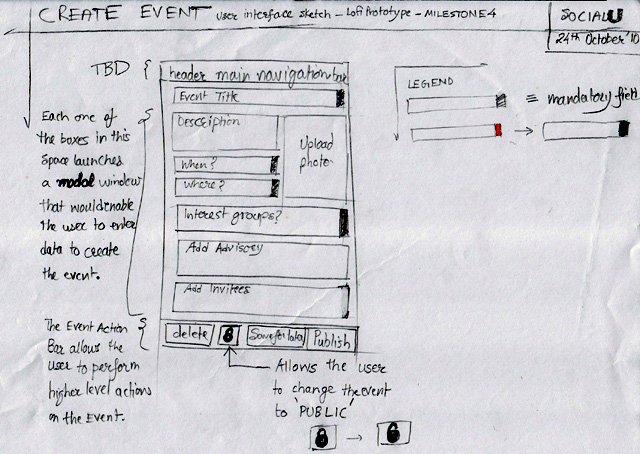 CREATE EVENT user interface sketch - Lofi Prototype - MILESTONE 4
SOCIALU
24th October '10
TBD
header main navigation bar
Event Title
Description
Upload
photo
When?
Where?
Interest groups?
Add Advisory
Add Invitees
delete
Save for later
Publish
Each one of
the boxes in this
space launches
a modal window
that would enable
the user to enter
data to create
the event.
The Event Action
Bar allows the
user to perform
higher level actions
on the Event.
Allows the user
to change the event
to 'PUBLIC'
LEGEND
= mandatory field